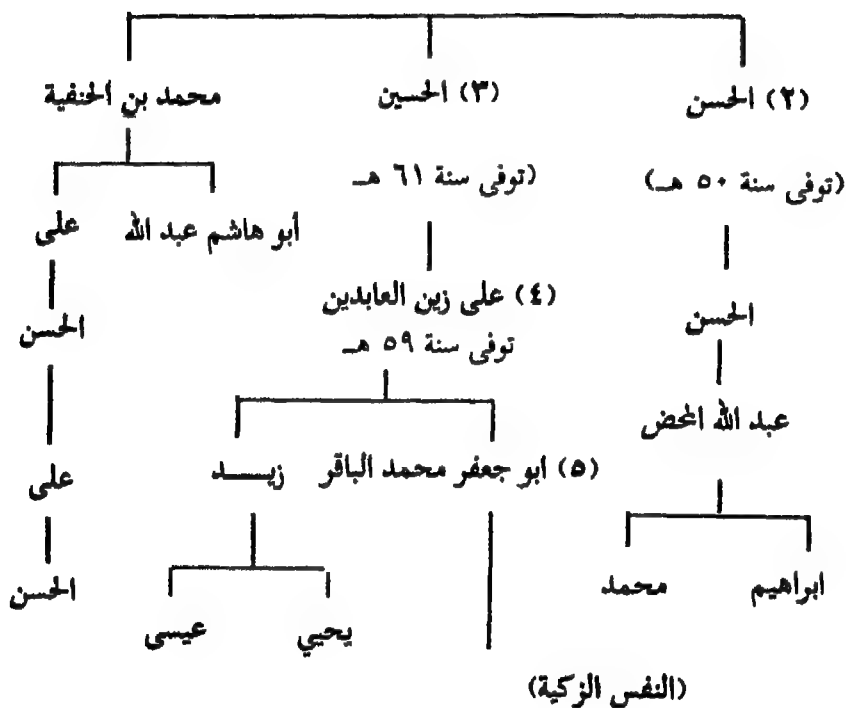 (٢) الحسن (٣) الحسين محمد بن الحنفية
(توفى سنة ٥٠ هـ) (توفى سنة ٦١ هـ
أبو هاشم عبد الله على
(٤) على زين العابدين
الحسن الحسن
توفى سنة ٥٩ هـ
عبد الله المحض
(٥) ابو جعفر محمد الباقر زيــــد على
ابراهيم محمد الحسن
يحيي عيسى
(النفس الزكية)